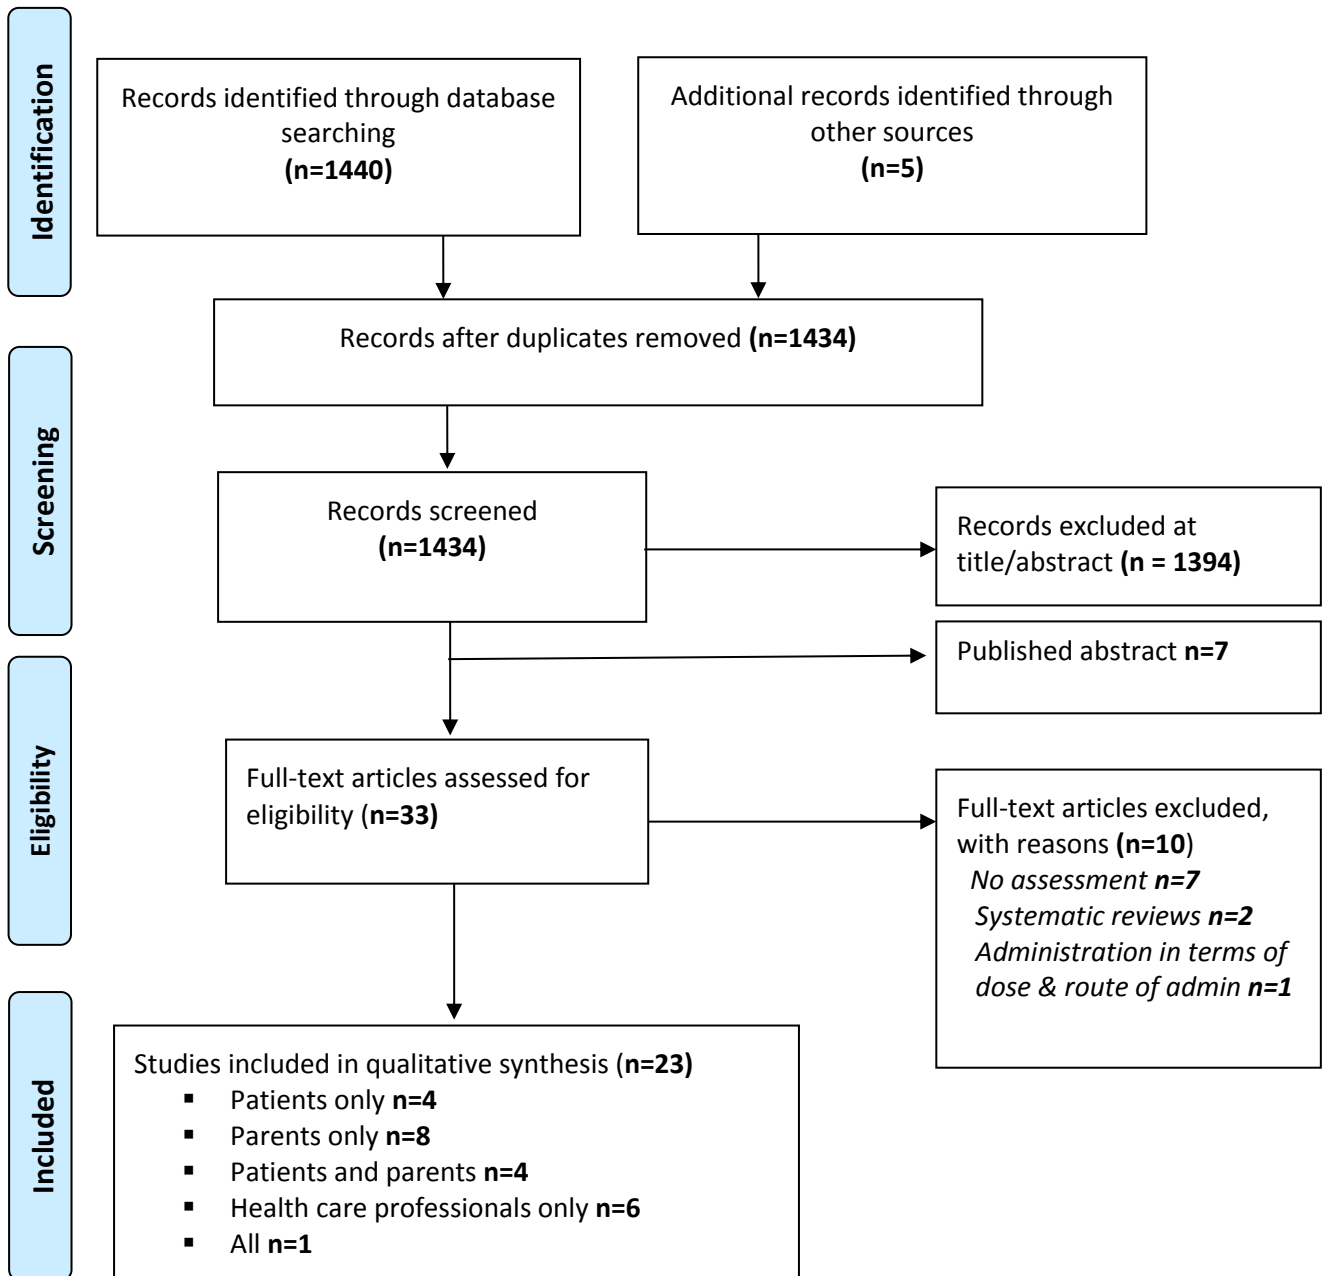 Identification
Records identified through database
searching
(n=1440)
Additional records identified through
other sources
(n=5)
Records after duplicates removed (n=1434)
Screening
Records screened
(n=1434)
Records excluded at
title/abstract (n = 1394)
Published abstract n=7
Eligibility
Full-text articles assessed for
eligibility (n=33)
Full-text articles excluded,
with reasons (n=10)
No assessment n=7
Systematic reviews n=2
Administration in terms of
dose & route of admin n=1
Included
Studies included in qualitative synthesis (n=23)
▪ Patients only n=4
▪ Parents only n=8
▪ Patients and parents n=4
▪ Health care professionals only n=6
▪ All n=1